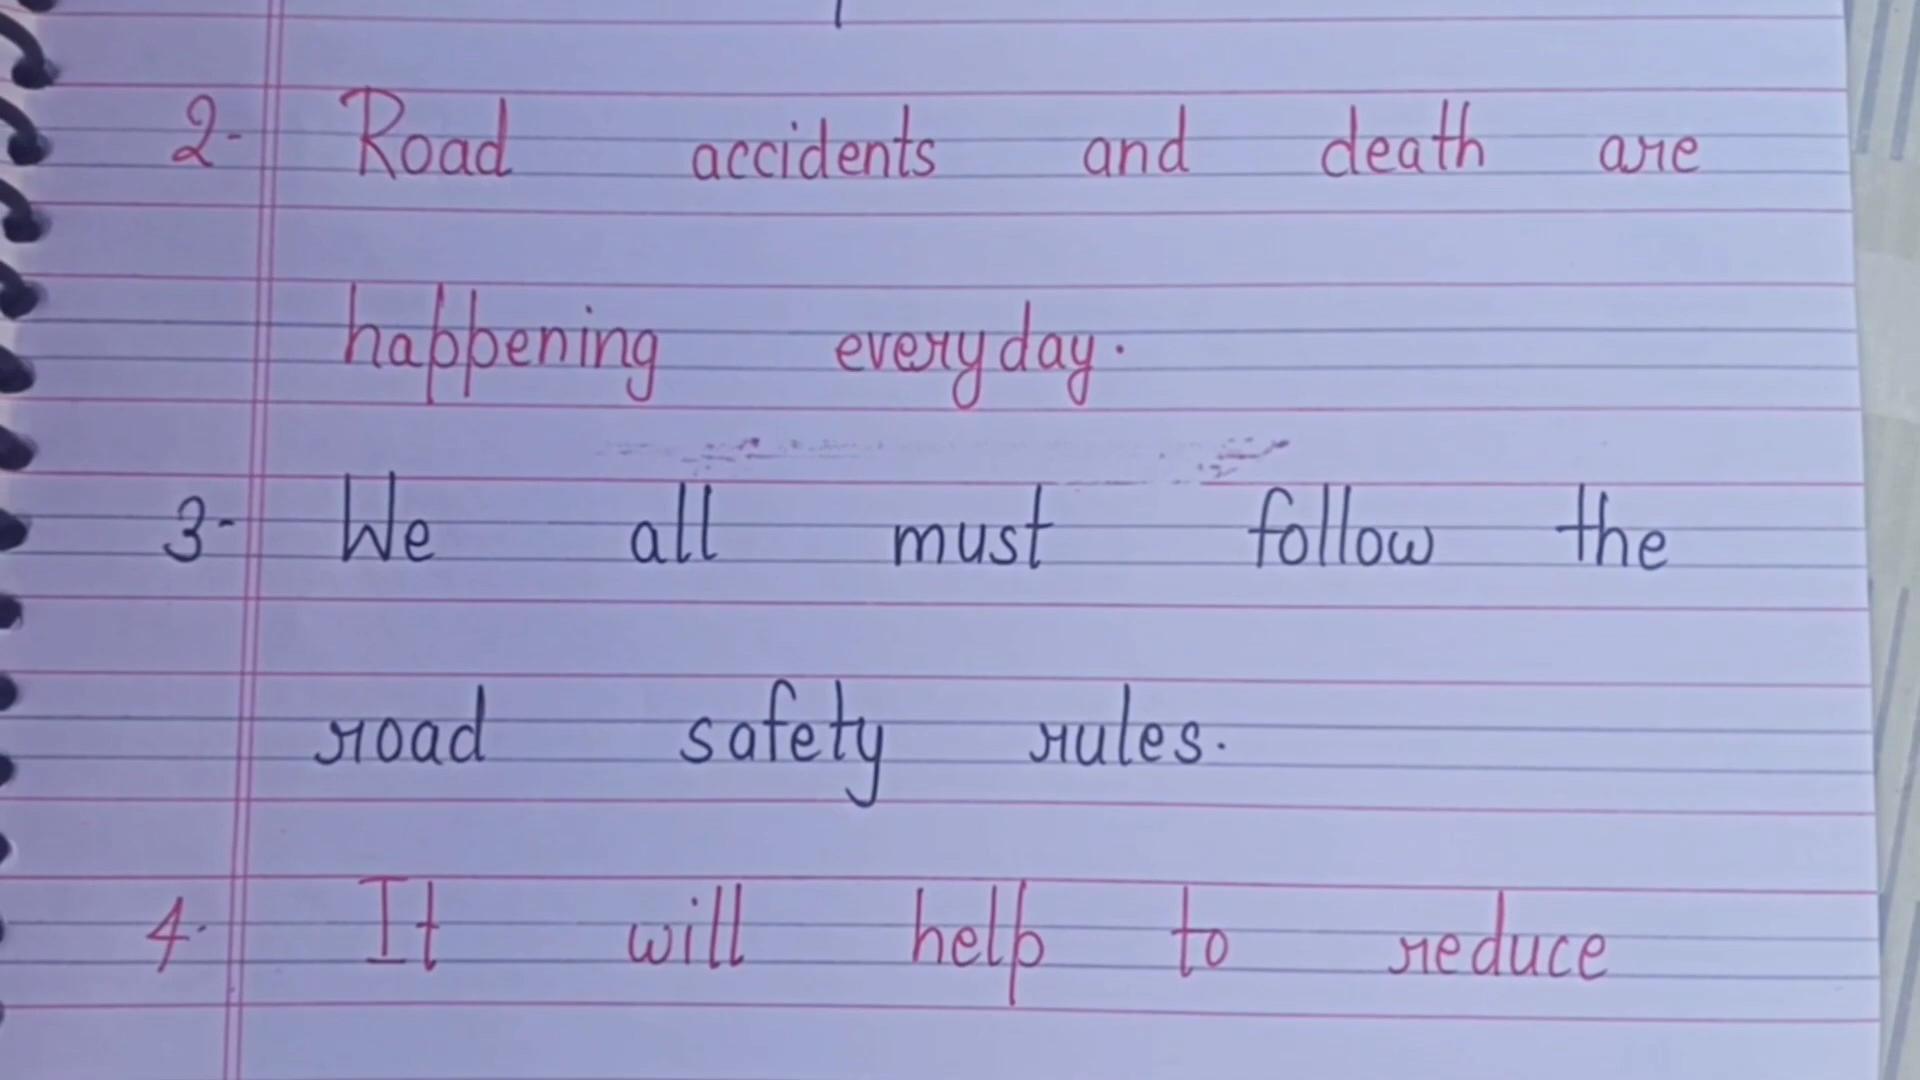 2- Road accidents and death are
happening everyday.
3- We all must follow the
road safety rules.
4. It will help to reduce